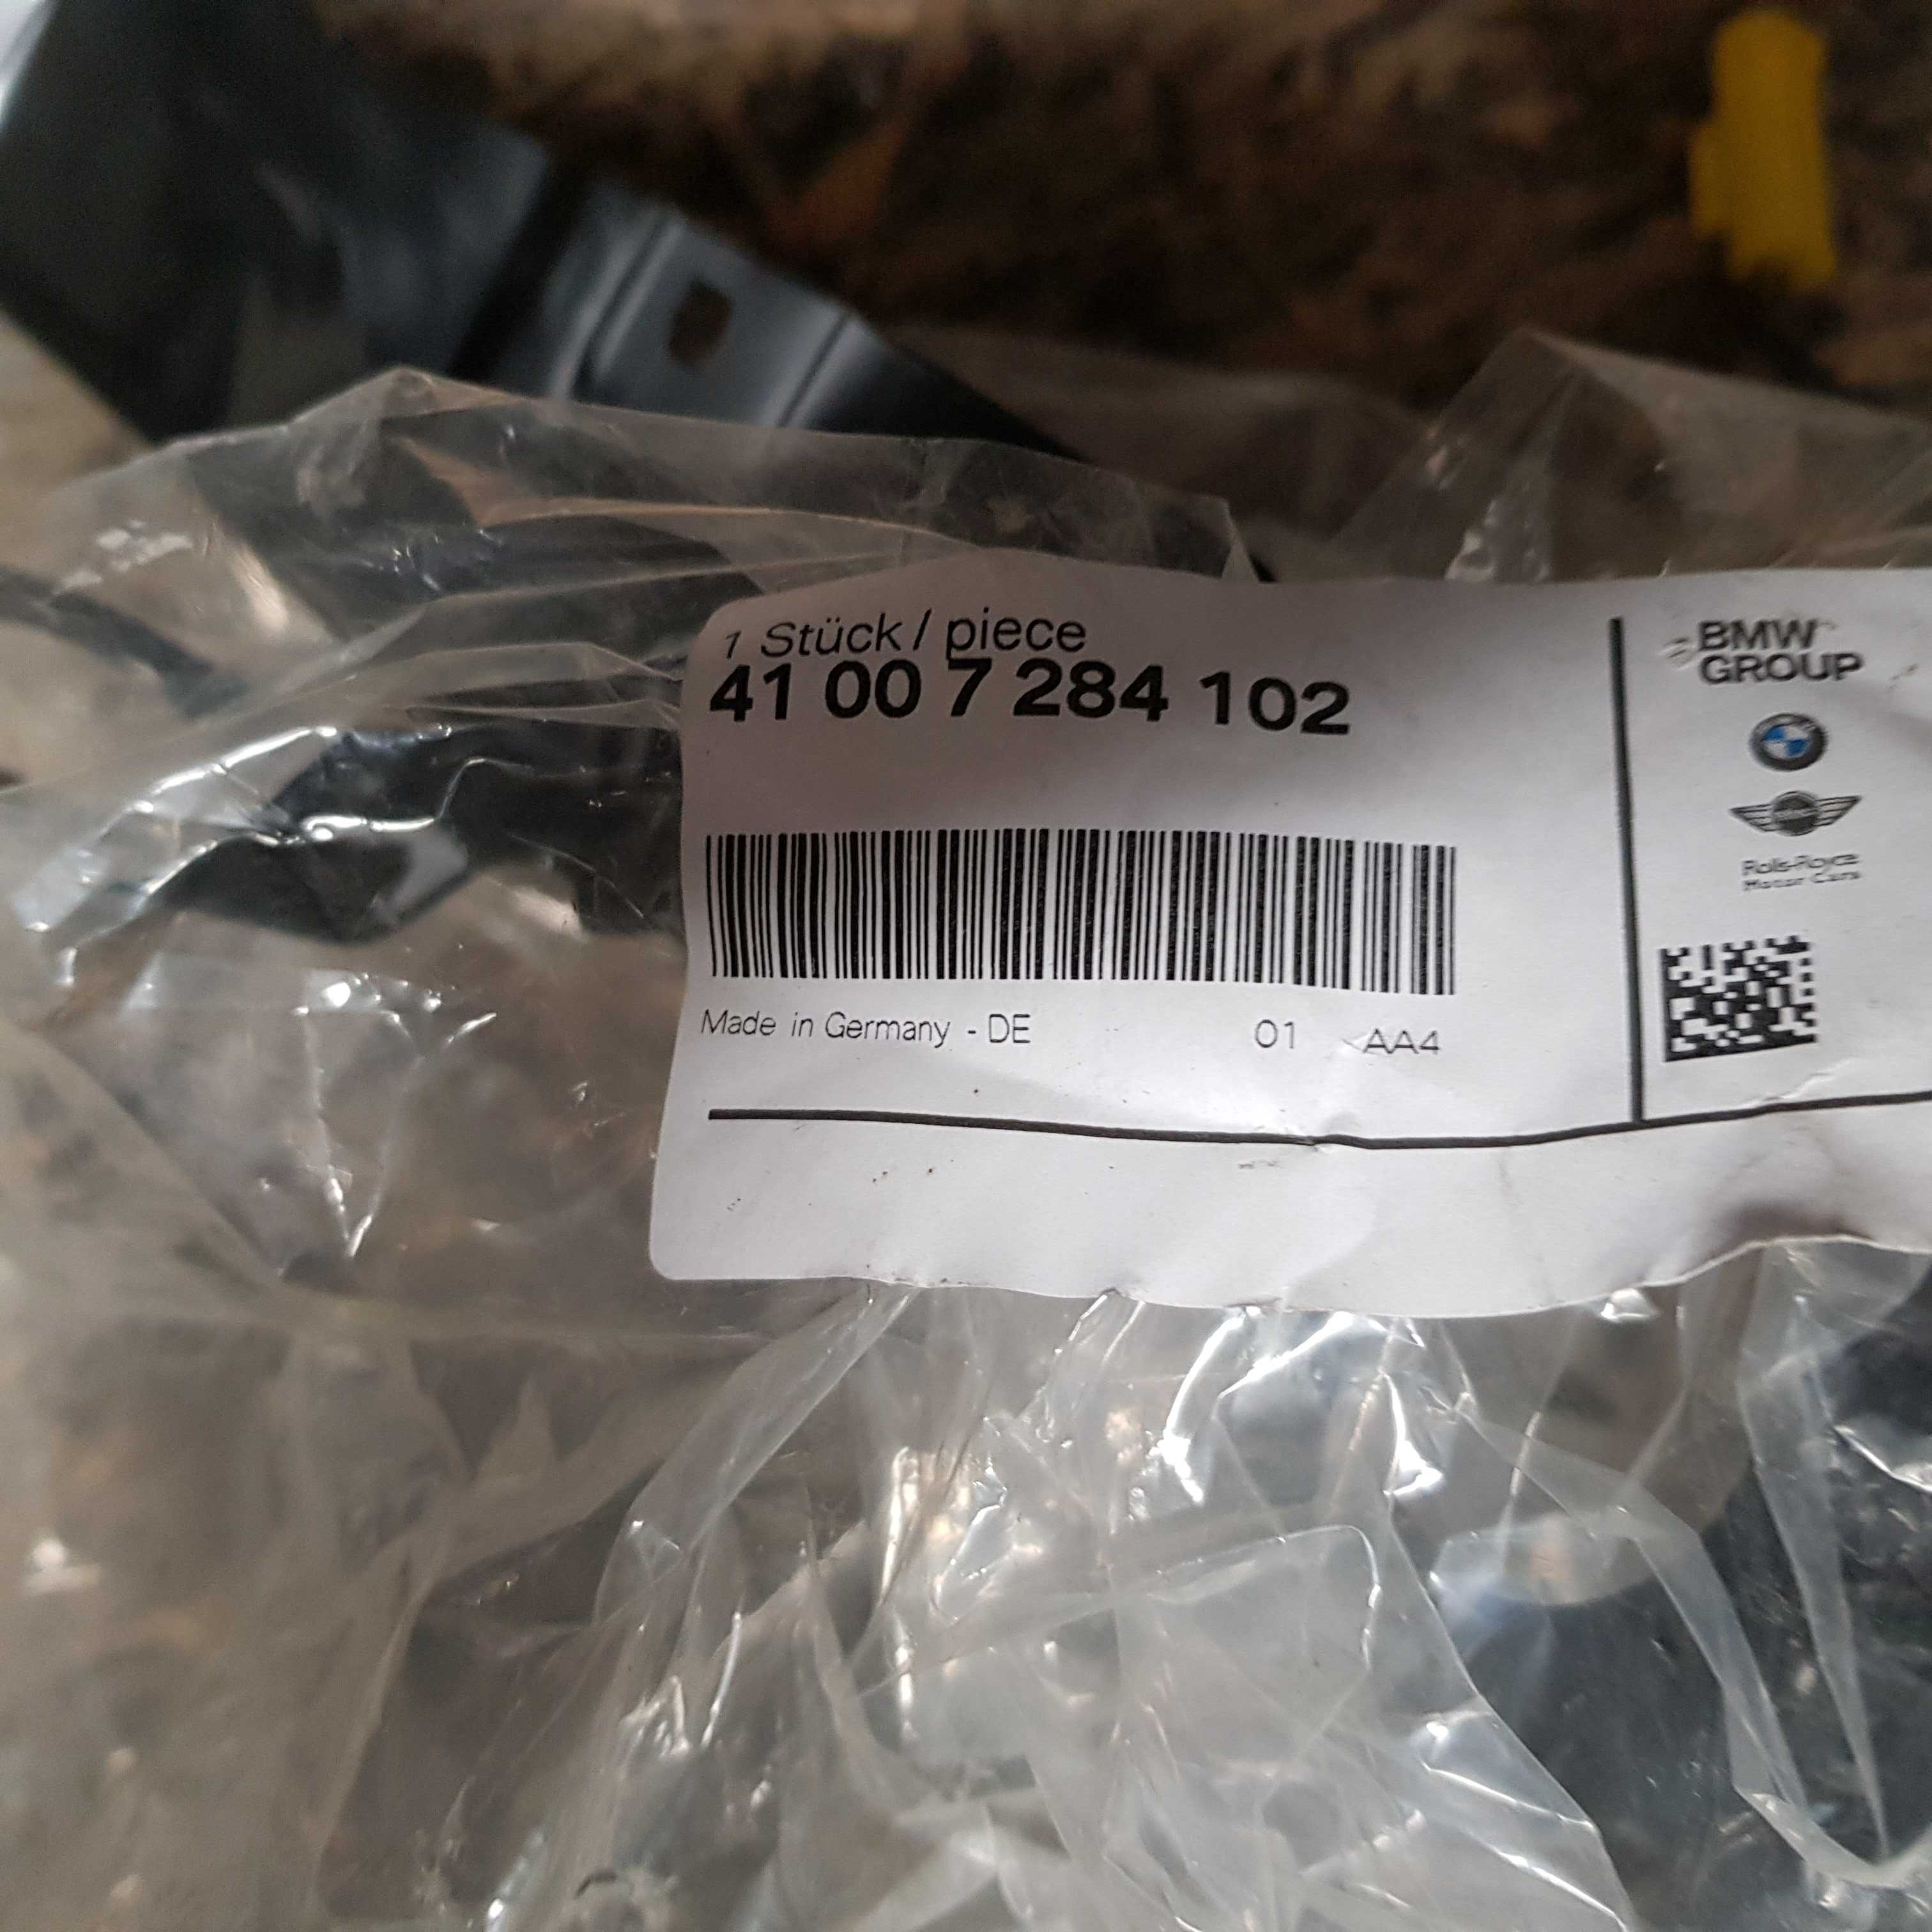 1 Stück / piece
41 00 7 284 102
Made in Germany - DE 01 AA4
BMW
GROUP
Rolls-Royce
Motor Cars